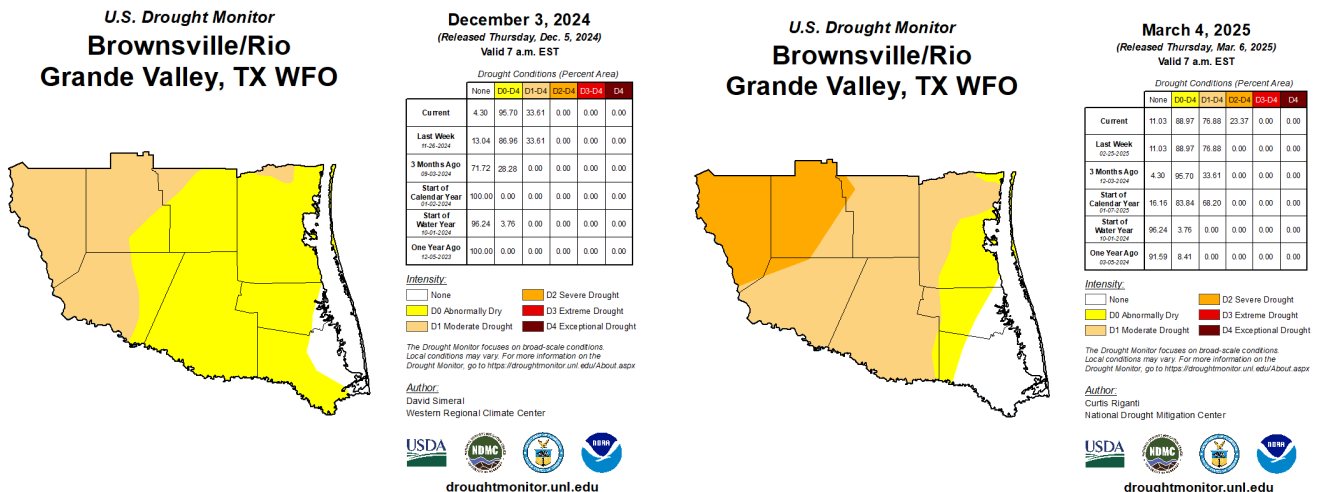 U.S. Drought Monitor
Brownsville/Rio
Grande Valley, TX WFO
December 3, 2024
(Released Thursday, Dec. 5, 2024)
Valid 7 a.m. EST
Drought Conditions (Percent Area)
None D0-D4 D1-D4 D2-D4 D3-D4 D4
Current 4.30 95.70 33.61 0.00 0.00 0.00
Last Week
11-26-2024
13.04 86.96 33.61 0.00 0.00 0.00
3 Months Ago
09-03-2024
71.72 28.28 0.00 0.00 0.00 0.00
Start of
Calendar Year
01-02-2024
100.00 0.00 0.00 0.00 0.00 0.00
Start of
Water Year
10-01-2024
96.24 3.76 0.00 0.00 0.00 0.00
One Year Ago
12-05-2023
100.00 0.00 0.00 0.00 0.00 0.00
Intensity:
None
D0 Abnormally Dry
D1 Moderate Drought
D2 Severe Drought
D3 Extreme Drought
D4 Exceptional Drought
The Drought Monitor focuses on broad-scale conditions.
Local conditions may vary. For more information on the
Drought Monitor, go to https://droughtmonitor.unl.edu/About.aspx
Author:
David Simeral
Western Regional Climate Center
USDA
NDMC
NOAA
droughtmonitor.unl.edu
U.S. Drought Monitor
Brownsville/Rio
Grande Valley, TX WFO
March 4, 2025
(Released Thursday, Mar. 6, 2025)
Valid 7 a.m. EST
Drought Conditions (Percent Area)
None D0-D4 D1-D4 D2-D4 D3-D4 D4
Current 11.03 88.97 76.88 23.37 0.00 0.00
Last Week
02-25-2025
11.03 88.97 76.88 0.00 0.00 0.00
3 Months Ago
12-03-2024
4.30 95.70 33.61 0.00 0.00 0.00
Start of
Calendar Year
01-07-2025
16.16 83.84 68.20 0.00 0.00 0.00
Start of
Water Year
10-01-2024
96.24 3.76 0.00 0.00 0.00 0.00
One Year Ago
03-05-2024
91.59 8.41 0.00 0.00 0.00 0.00
Intensity:
None
D0 Abnormally Dry
D1 Moderate Drought
D2 Severe Drought
D3 Extreme Drought
D4 Exceptional Drought
The Drought Monitor focuses on broad-scale conditions.
Local conditions may vary. For more information on the
Drought Monitor, go to https://droughtmonitor.unl.edu/About.aspx
Author:
Curtis Riganti
National Drought Mitigation Center
USDA
NDMC
NOAA
droughtmonitor.unl.edu